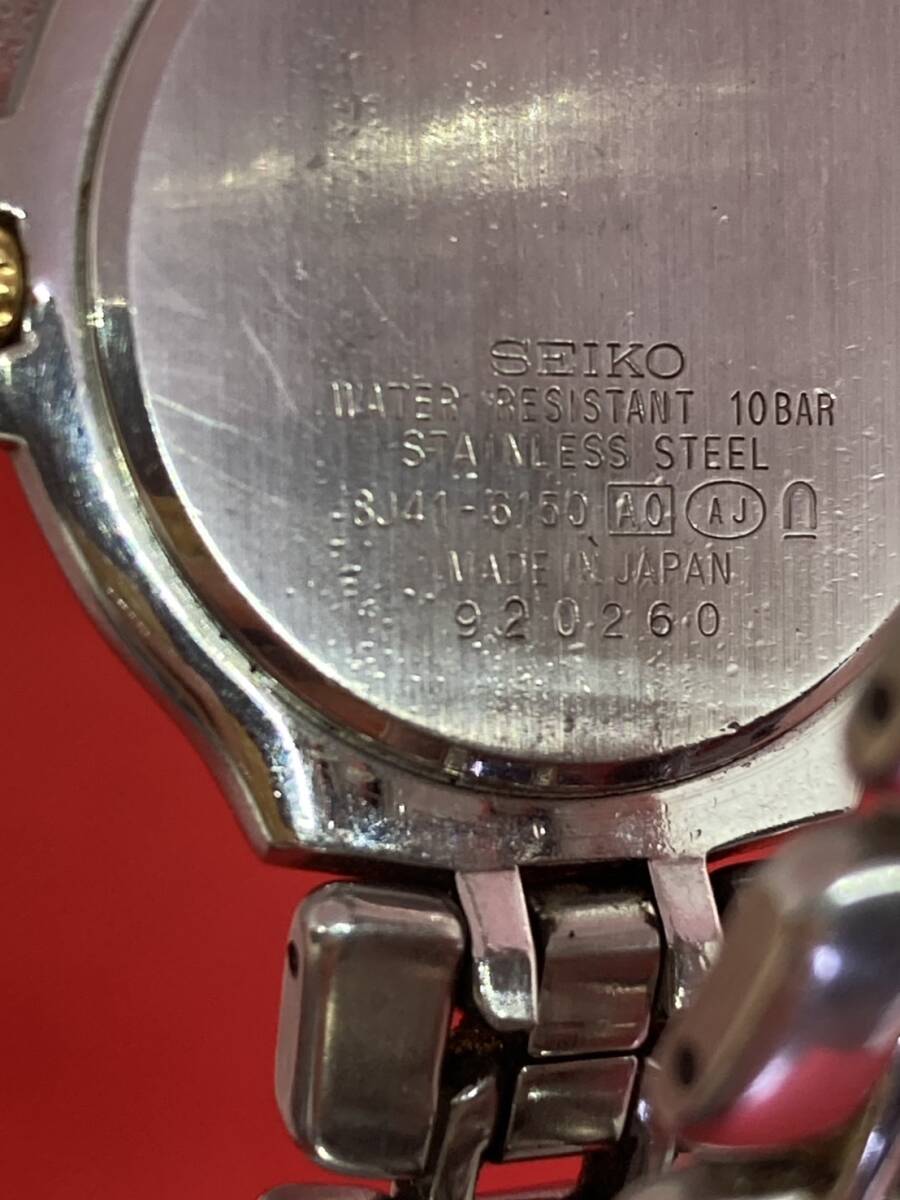 SEIKO
WATER RESISTANT 10BAR
STAINLESS STEEL
8J41-6150 A0 AJ
MADE IN JAPAN
920260